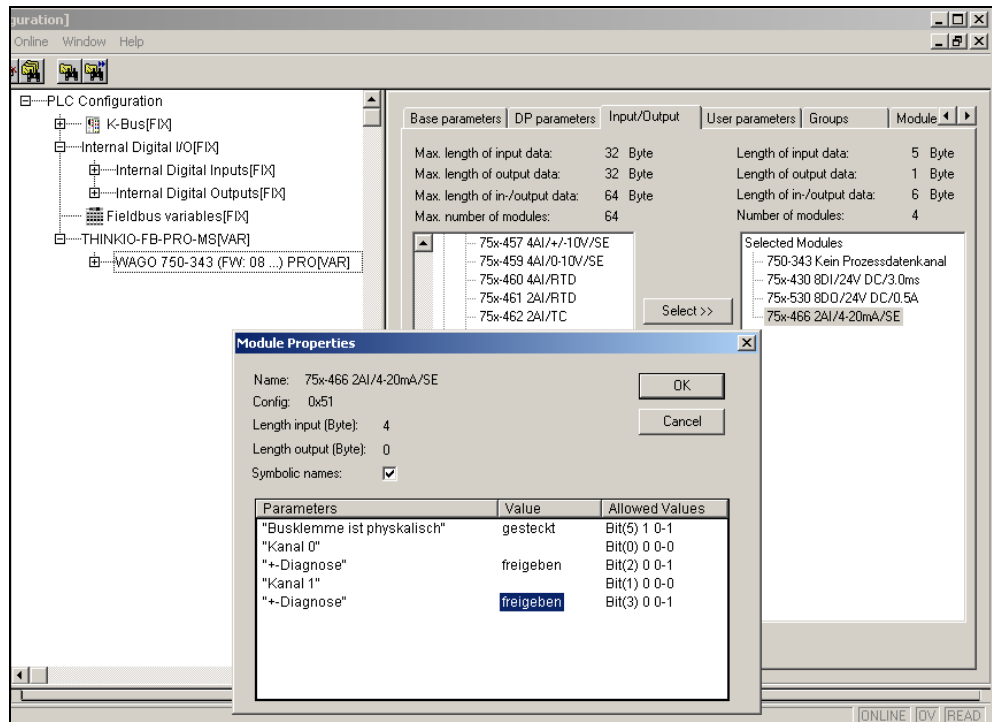 guration]
Online Window Help
PLC Configuration
K-Bus[FIX]
Internal Digital I/O[FIX]
Internal Digital Inputs[FIX]
Internal Digital Outputs[FIX]
Fieldbus variables[FIX]
THINKIO-FB-PRO-MS[VAR]
WAGO 750-343 (FW: 08 ...) PRO[VAR]
Base parameters DP parameters Input/Output User parameters Groups Module
Max. length of input data: 32 Byte Length of input data: 5 Byte
Max. length of output data: 32 Byte Length of output data: 1 Byte
Max. length of in-/output data: 64 Byte Length of in-/output data: 6 Byte
Max. number of modules: 64 Number of modules: 4
75x-457 4AI/+/-10V/SE
75x-459 4AI/0-10V/SE
75x-460 4AI/RTD
75x-461 2AI/RTD
75x-462 2AI/TC
Select >>
Selected Modules
750-343 Kein Prozessdatenkanal
75x-430 8DI/24V DC/3.0ms
75x-530 8DO/24V DC/0.5A
75x-466 2AI/4-20mA/SE
Module Properties
Name: 75x-466 2AI/4-20mA/SE
Config: 0x51
Length input (Byte): 4
Length output (Byte): 0
Symbolic names:
OK
Cancel
Parameters Value Allowed Values
"Busklemme ist physkalisch" gesteckt Bit(5) 1 0-1
"Kanal 0" Bit(0) 0 0-0
"+-Diagnose" freigeben Bit(2) 0 0-1
"Kanal 1" Bit(1) 0 0-0
"+-Diagnose" freigeben Bit(3) 0 0-1
ONLINE OV READ